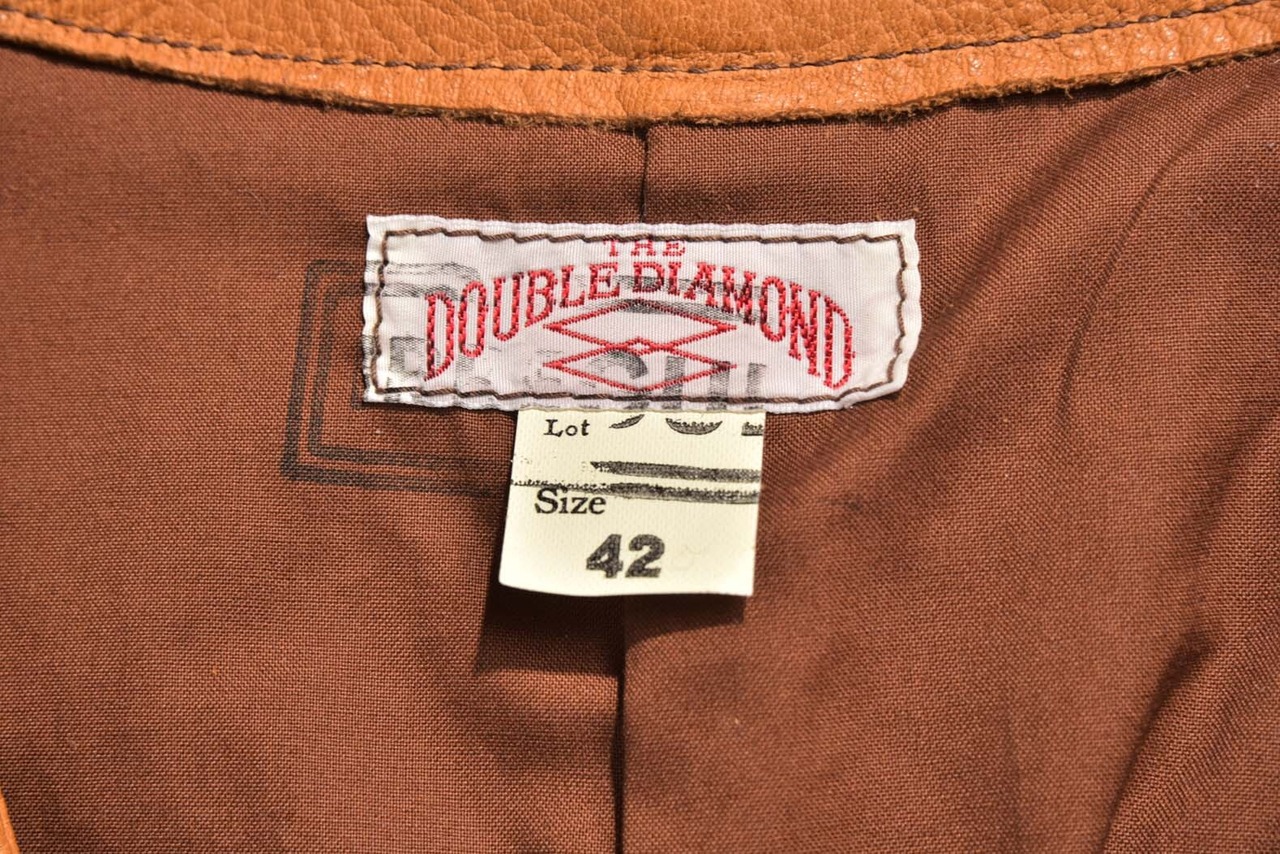 THE
DOUBLE DIAMOND
Lot
Size
42